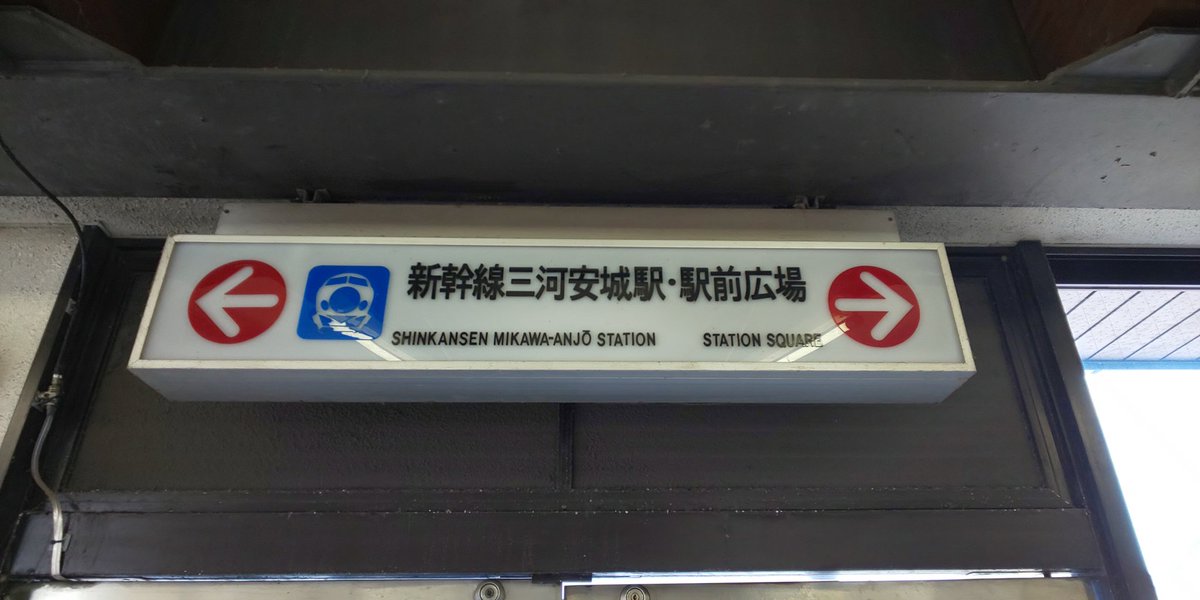 新幹線三河安城駅・駅前広場
SHINKANSEN MIKAWA-ANJŌ STATION STATION SQUARE